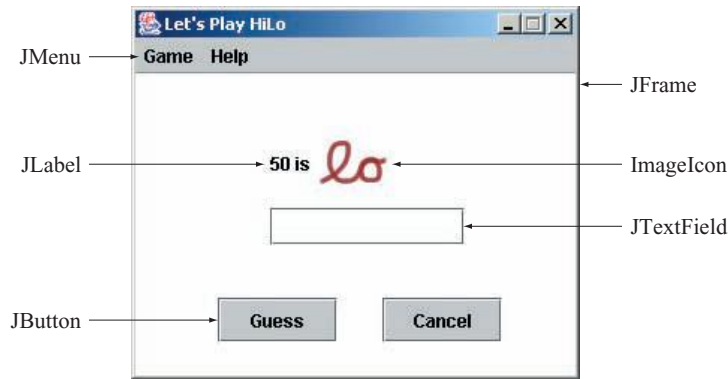 Let's Play HiLo
JMenu
Game Help
JFrame
JLabel
50 is lo
ImageIcon
JTextField
JButton
Guess
Cancel